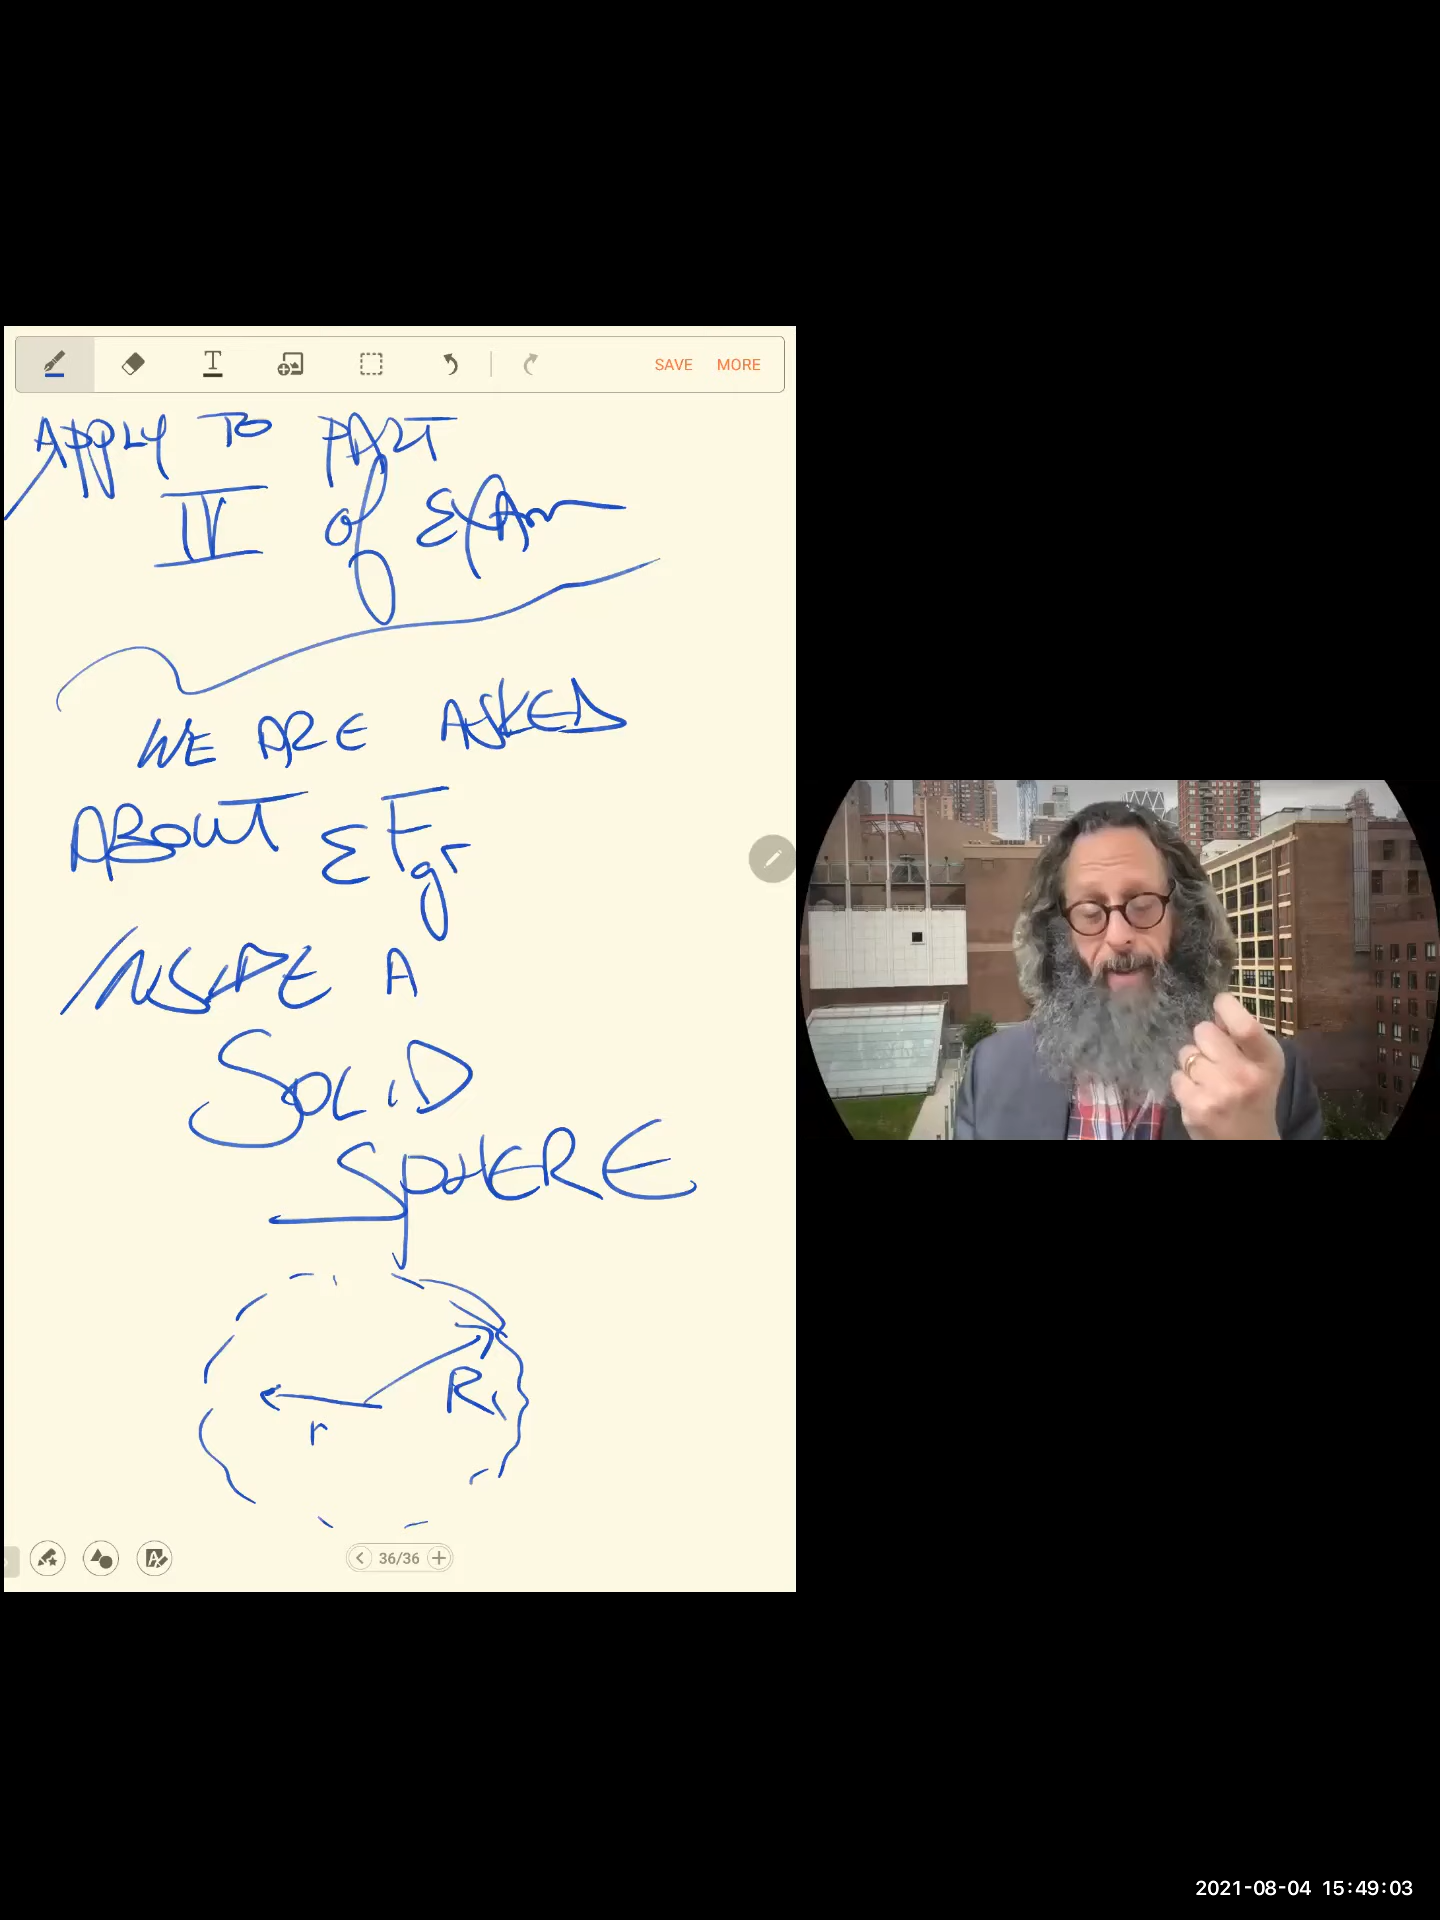 SAVE MORE
APPLY TO PART
IV of EXAM
WE ARE ASKED
ABOUT ΣFgr
INSIDE A
SOLID
SPHERE
R1
r
36/36
2021-08-04 15:49:03